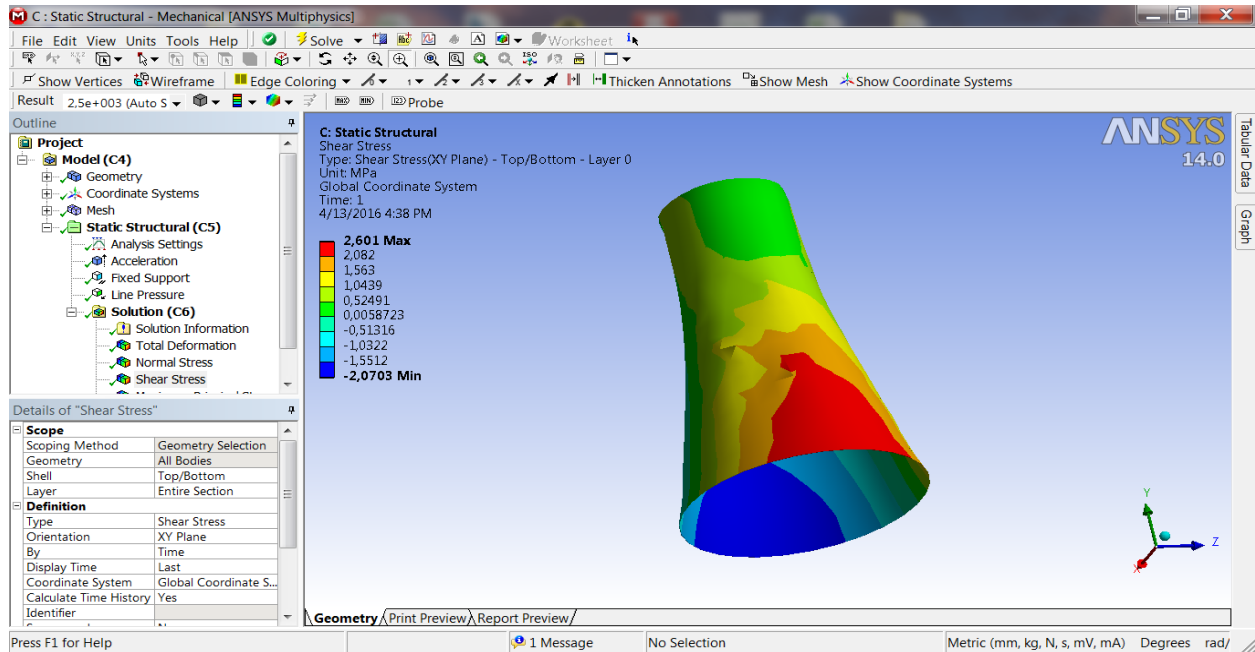 C : Static Structural - Mechanical [ANSYS Multiphysics]
File Edit View Units Tools Help Solve Worksheet
Show Vertices Wireframe Edge Coloring Thicken Annotations Show Mesh Show Coordinate Systems
Result 2.5e+003 (Auto S MAX MIN Probe
Outline
Project
Model (C4)
Geometry
Coordinate Systems
Mesh
Static Structural (C5)
Analysis Settings
Acceleration
Fixed Support
Line Pressure
Solution (C6)
Solution Information
Total Deformation
Normal Stress
Shear Stress
Details of "Shear Stress"
Scope
Scoping Method Geometry Selection
Geometry All Bodies
Shell Top/Bottom
Layer Entire Section
Definition
Type Shear Stress
Orientation XY Plane
By Time
Display Time Last
Coordinate System Global Coordinate S...
Calculate Time History Yes
Identifier
C: Static Structural
Shear Stress
Type: Shear Stress(XY Plane) - Top/Bottom - Layer 0
Unit: MPa
Global Coordinate System
Time: 1
4/13/2016 4:38 PM
2,601 Max
2,082
1,563
1,0439
0,52491
0,0058723
-0,51316
-1,0322
-1,5512
-2,0703 Min
ANSYS
14.0
Y
Z
X
Tabular Data
Graph
Geometry Print Preview Report Preview
Press F1 for Help 1 Message No Selection Metric (mm, kg, N, s, mV, mA) Degrees rad/